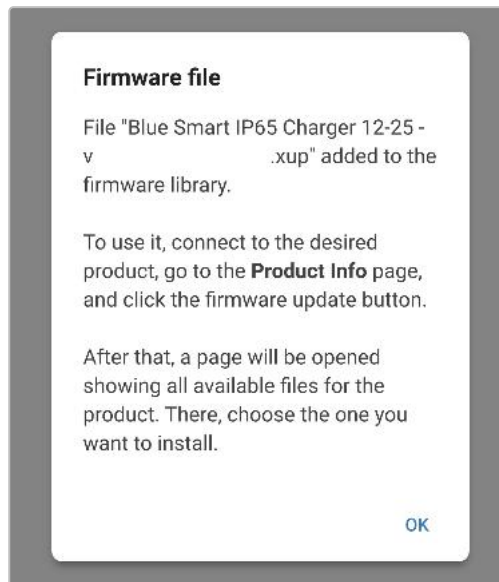 Firmware file
File "Blue Smart IP65 Charger 12-25 -
v .xup" added to the
firmware library.
To use it, connect to the desired
product, go to the Product Info page,
and click the firmware update button.
After that, a page will be opened
showing all available files for the
product. There, choose the one you
want to install.
OK